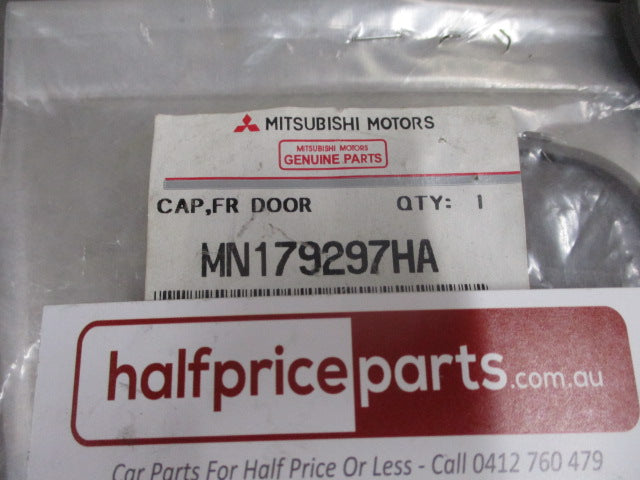 MITSUBISHI MOTORS
MITSUBISHI MOTORS
GENUINE PARTS
CAP,FR DOOR QTY: 1
MN179297HA
halfpriceparts.com.au
Car Parts For Half Price Or Less - Call 0412 760 479